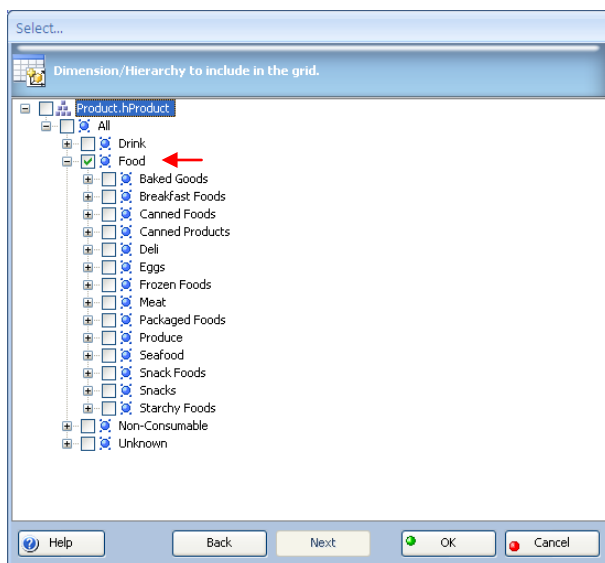 Select...
Dimension/Hierarchy to include in the grid.
Product.hProduct
All
Drink
Food
Baked Goods
Breakfast Foods
Canned Foods
Canned Products
Deli
Eggs
Frozen Foods
Meat
Packaged Foods
Produce
Seafood
Snack Foods
Snacks
Starchy Foods
Non-Consumable
Unknown
Help Back Next OK Cancel